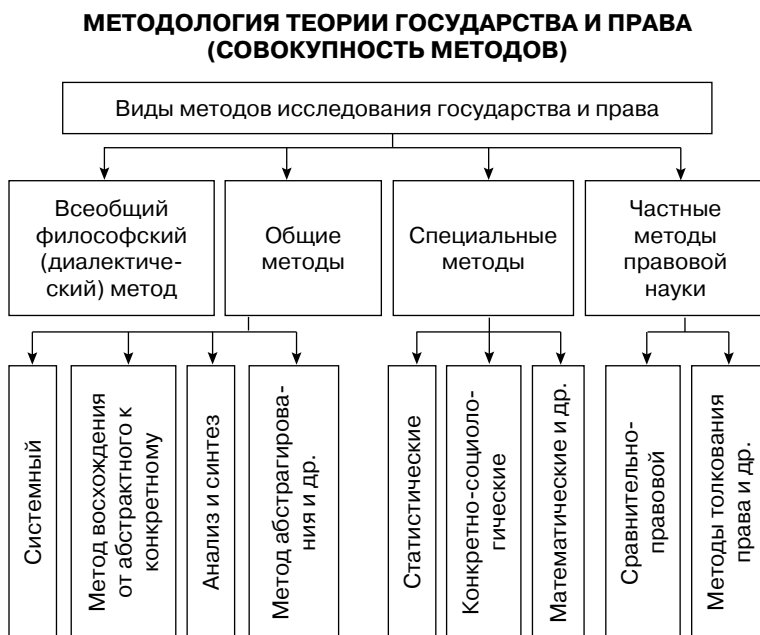 МЕТОДОЛОГИЯ ТЕОРИИ ГОСУДАРСТВА И ПРАВА
(СОВОКУПНОСТЬ МЕТОДОВ)
Виды методов исследования государства и права
Всеобщий
философский
(диалектиче-
ский) метод
Общие
методы
Специальные
методы
Частные
методы
правовой
науки
Системный
Метод восхождения
от абстрактного к
конкретному
Анализ и синтез
Метод абстрагирова-
ния и др.
Статистические
Конкретно-социоло-
гические
Математические и др.
Сравнительно-
правовой
Методы толкования
права и др.